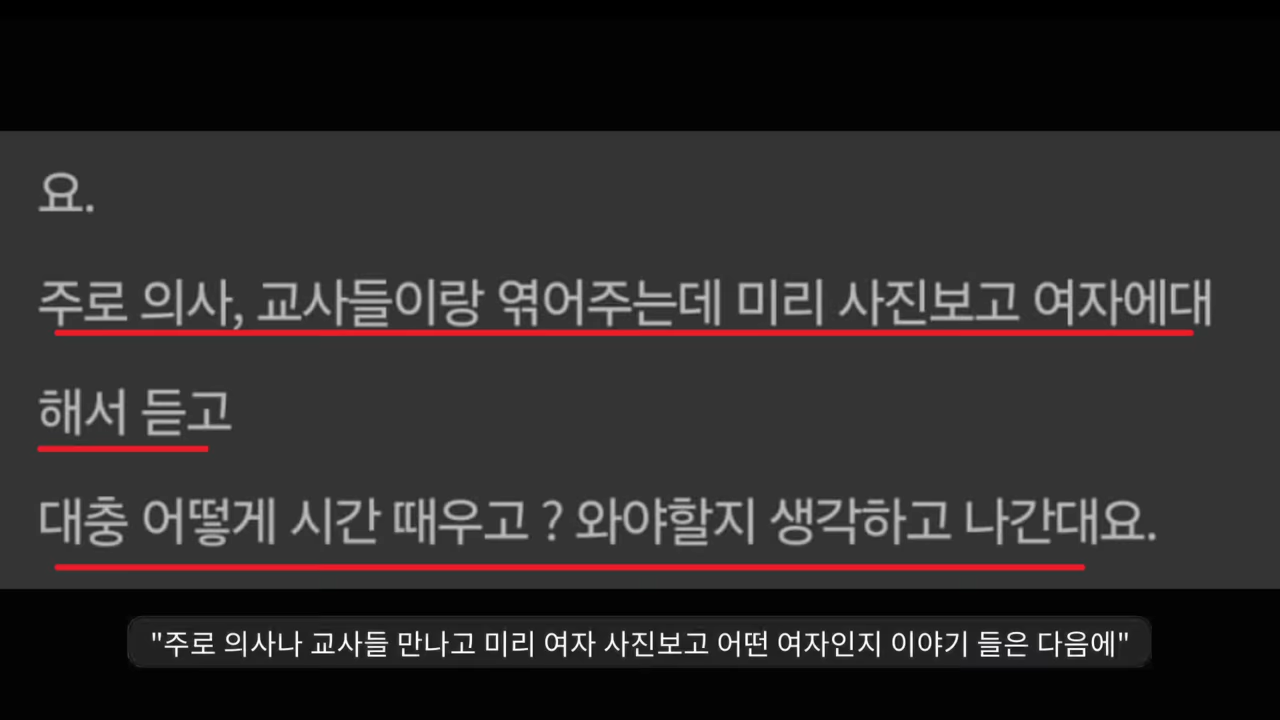 요.
주로 의사, 교사들이랑 엮어주는데 미리 사진보고 여자에대
해서 듣고
대충 어떻게 시간 때우고 ? 와야할지 생각하고 나간대요.
"주로 의사나 교사들 만나고 미리 여자 사진보고 어떤 여자인지 이야기 들은 다음에"